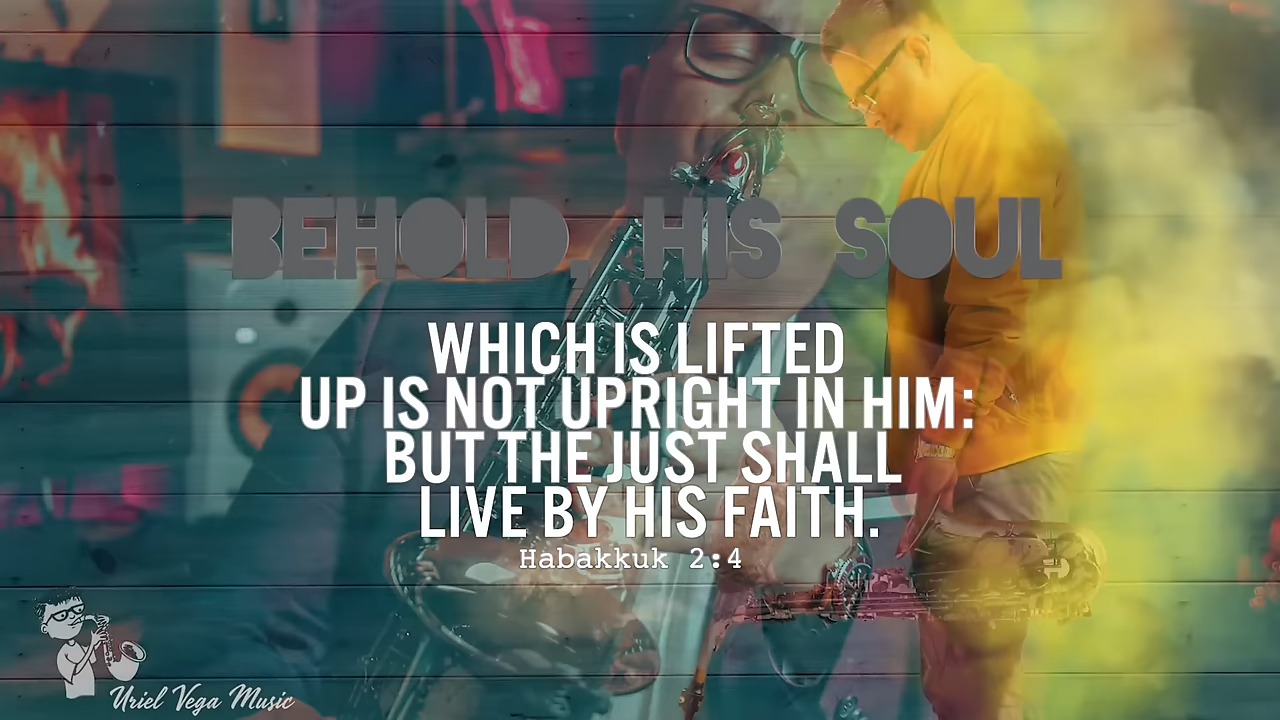 BEHOLD, HIS SOUL
WHICH IS LIFTED
UP IS NOT UPRIGHT IN HIM:
BUT THE JUST SHALL
LIVE BY HIS FAITH.
Habakkuk 2:4
Uriel Vega Music